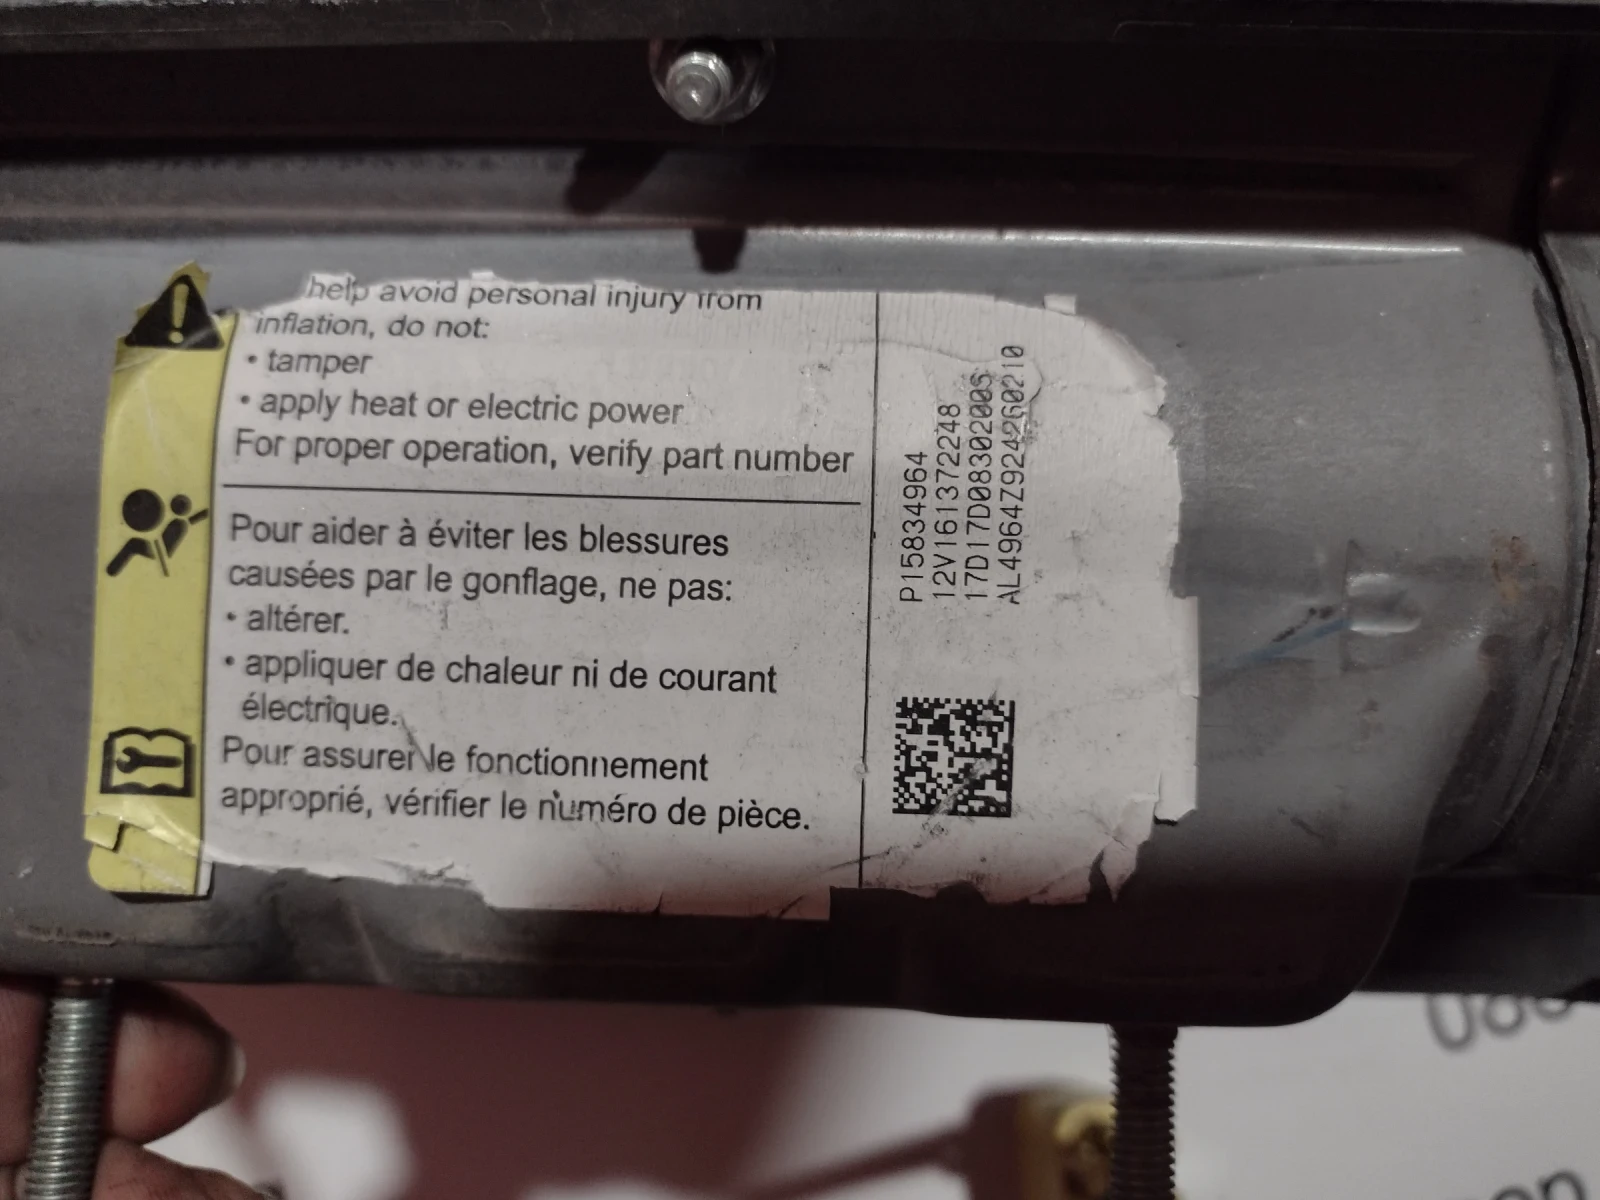 help avoid personal injury from
inflation, do not:
• tamper
• apply heat or electric power
For proper operation, verify part number
Pour aider à éviter les blessures
causées par le gonflage, ne pas:
• altérer.
• appliquer de chaleur ni de courant
électrique.
Pour assurer le fonctionnement
approprié, vérifier le numéro de pièce.
P15834964
12V161372248
17D17D0830200S
AL4964Z924260210